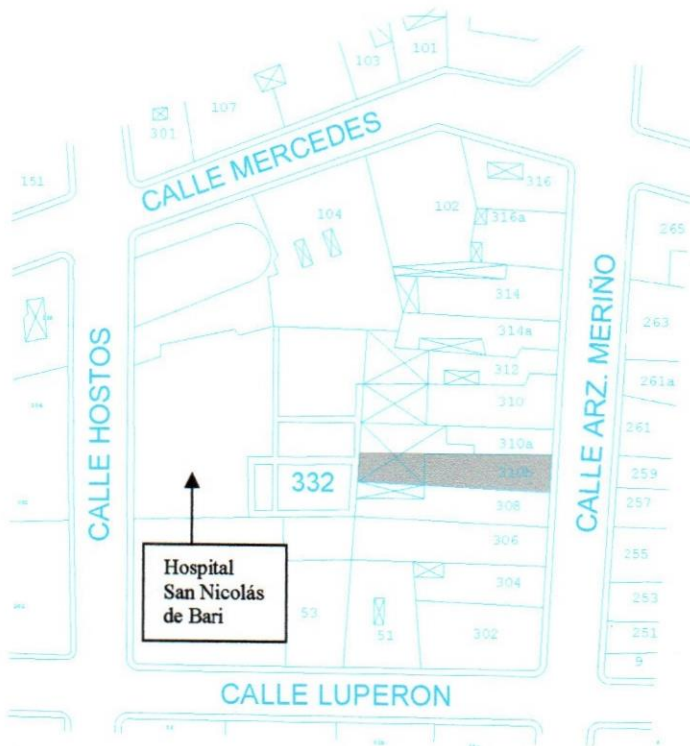 101
103
107
301
CALLE MERCEDES
151
316
104
102
316a
265
314
263
314a
312
261a
310
CALLE HOSTOS
CALLE ARZ. MERIÑO
261
310a
310b
259
332
308
257
306
255
Hospital
San Nicolás
de Bari
304
253
53
51
302
251
9
CALLE LUPERON